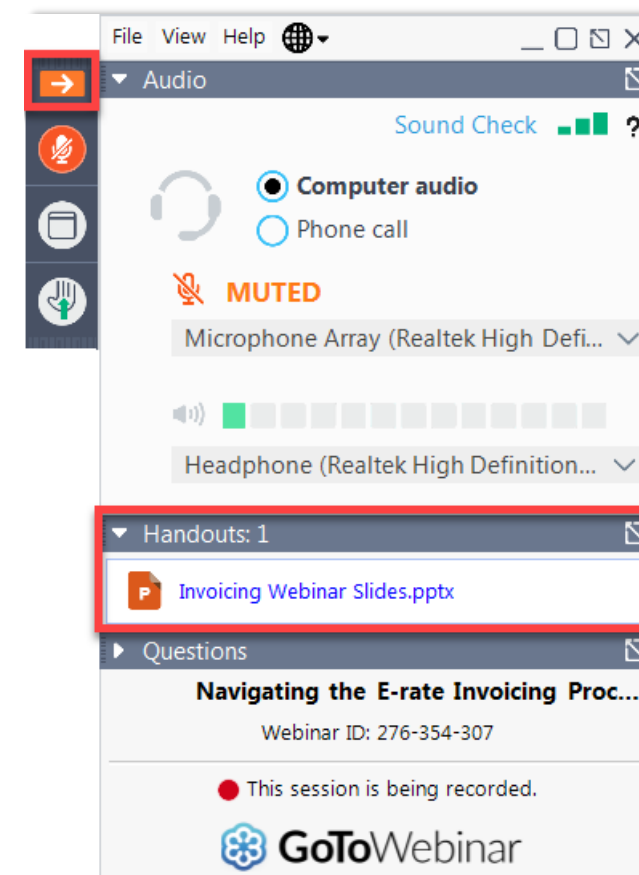 File View Help
Audio
Sound Check ?
Computer audio
Phone call
MUTED
Microphone Array (Realtek High Defi...
Headphone (Realtek High Definition...
Handouts: 1
P Invoicing Webinar Slides.pptx
Questions
Navigating the E-rate Invoicing Proc...
Webinar ID: 276-354-307
This session is being recorded.
GoToWebinar